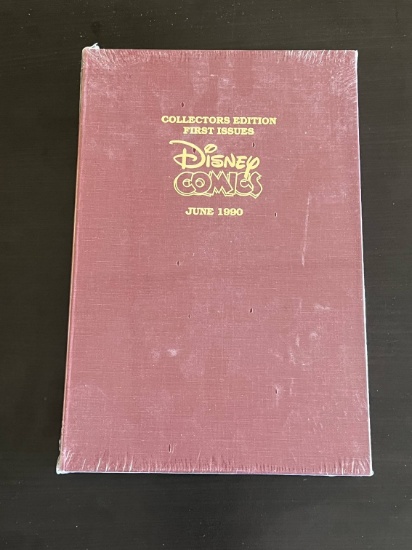 COLLECTORS EDITION
FIRST ISSUES
DISNEY
COMICS
JUNE 1990